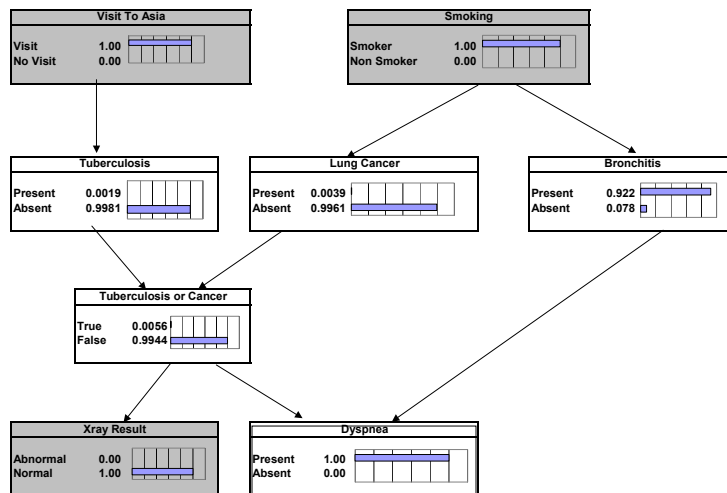 Visit To Asia
Visit 1.00
No Visit 0.00
Smoking
Smoker 1.00
Non Smoker 0.00
Tuberculosis
Present 0.0019
Absent 0.9981
Lung Cancer
Present 0.0039
Absent 0.9961
Bronchitis
Present 0.922
Absent 0.078
Tuberculosis or Cancer
True 0.0056
False 0.9944
Xray Result
Abnormal 0.00
Normal 1.00
Dyspnea
Present 1.00
Absent 0.00